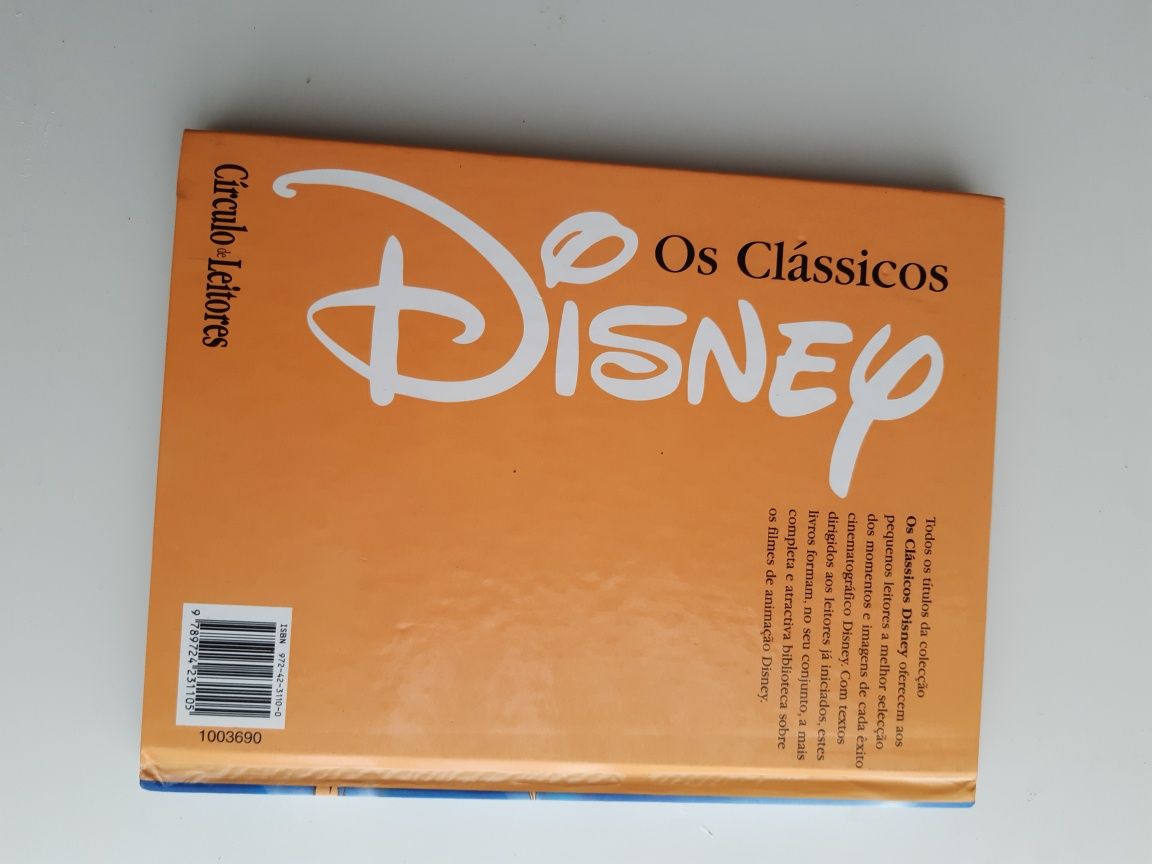 Os Clássicos
DISNEY
Todos os títulos da colecção
Os Clássicos Disney oferecem aos
pequenos leitores a melhor selecção
dos momentos e imagens de cada êxito
cinematográfico Disney. Com textos
dirigidos aos leitores já iniciados, estes
livros formam, no seu conjunto, a mais
completa e atractiva biblioteca sobre
os filmes de animação Disney.
Círculo de Leitores
ISBN 972-42-3110-0
9 789724 231105
1003690